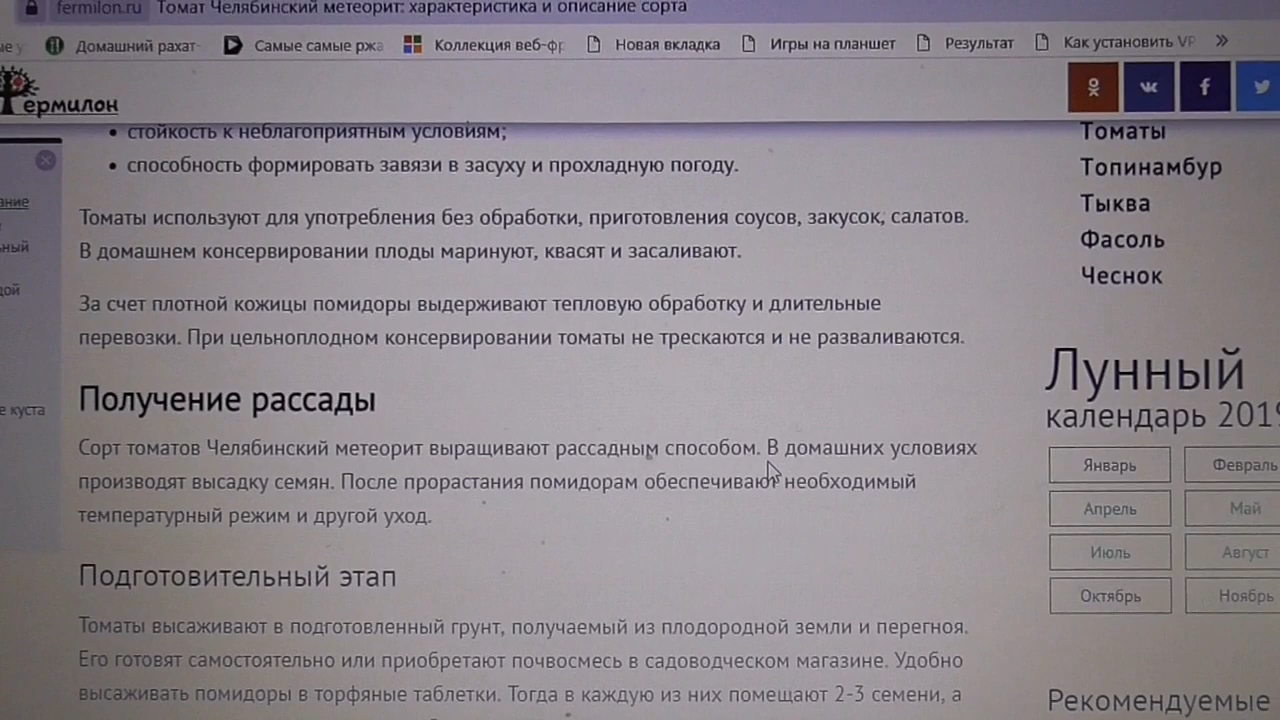 fermilon.ru Томат Челябинский метеорит: характеристика и описание сорта
Домашний рахат- Самые самые ржа Коллекция веб-фр Новая вкладка Игры на планшет Результат Как установить VP »
ермилон
• стойкость к неблагоприятным условиям;
• способность формировать завязи в засуху и прохладную погоду.
Томаты используют для употребления без обработки, приготовления соусов, закусок, салатов.
В домашнем консервировании плоды маринуют, квасят и засаливают.
За счет плотной кожицы помидоры выдерживают тепловую обработку и длительные
перевозки. При цельноплодном консервировании томаты не трескаются и не разваливаются.
Получение рассады
Сорт томатов Челябинский метеорит выращивают рассадным способом. В домашних условиях
производят высадку семян. После прорастания помидорам обеспечивают необходимый
температурный режим и другой уход.
Подготовительный этап
Томаты высаживают в подготовленный грунт, получаемый из плодородной земли и перегноя.
Его готовят самостоятельно или приобретают почвосмесь в садоводческом магазине. Удобно
высаживать помидоры в торфяные таблетки. Тогда в каждую из них помещают 2-3 семени, а
ание
ьный
дой
е куста
Томаты
Топинамбур
Тыква
Фасоль
Чеснок
Лунный
календарь 2019
Январь Февраль
Апрель Май
Июль Август
Октябрь Ноябрь
Рекомендуемые